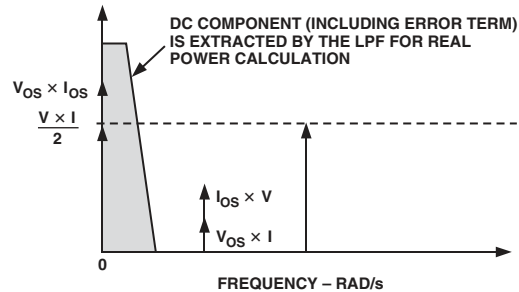 DC COMPONENT (INCLUDING ERROR TERM)
IS EXTRACTED BY THE LPF FOR REAL
POWER CALCULATION
VOS × IOS
V × I
2
IOS × V
VOS × I
0
FREQUENCY – RAD/s